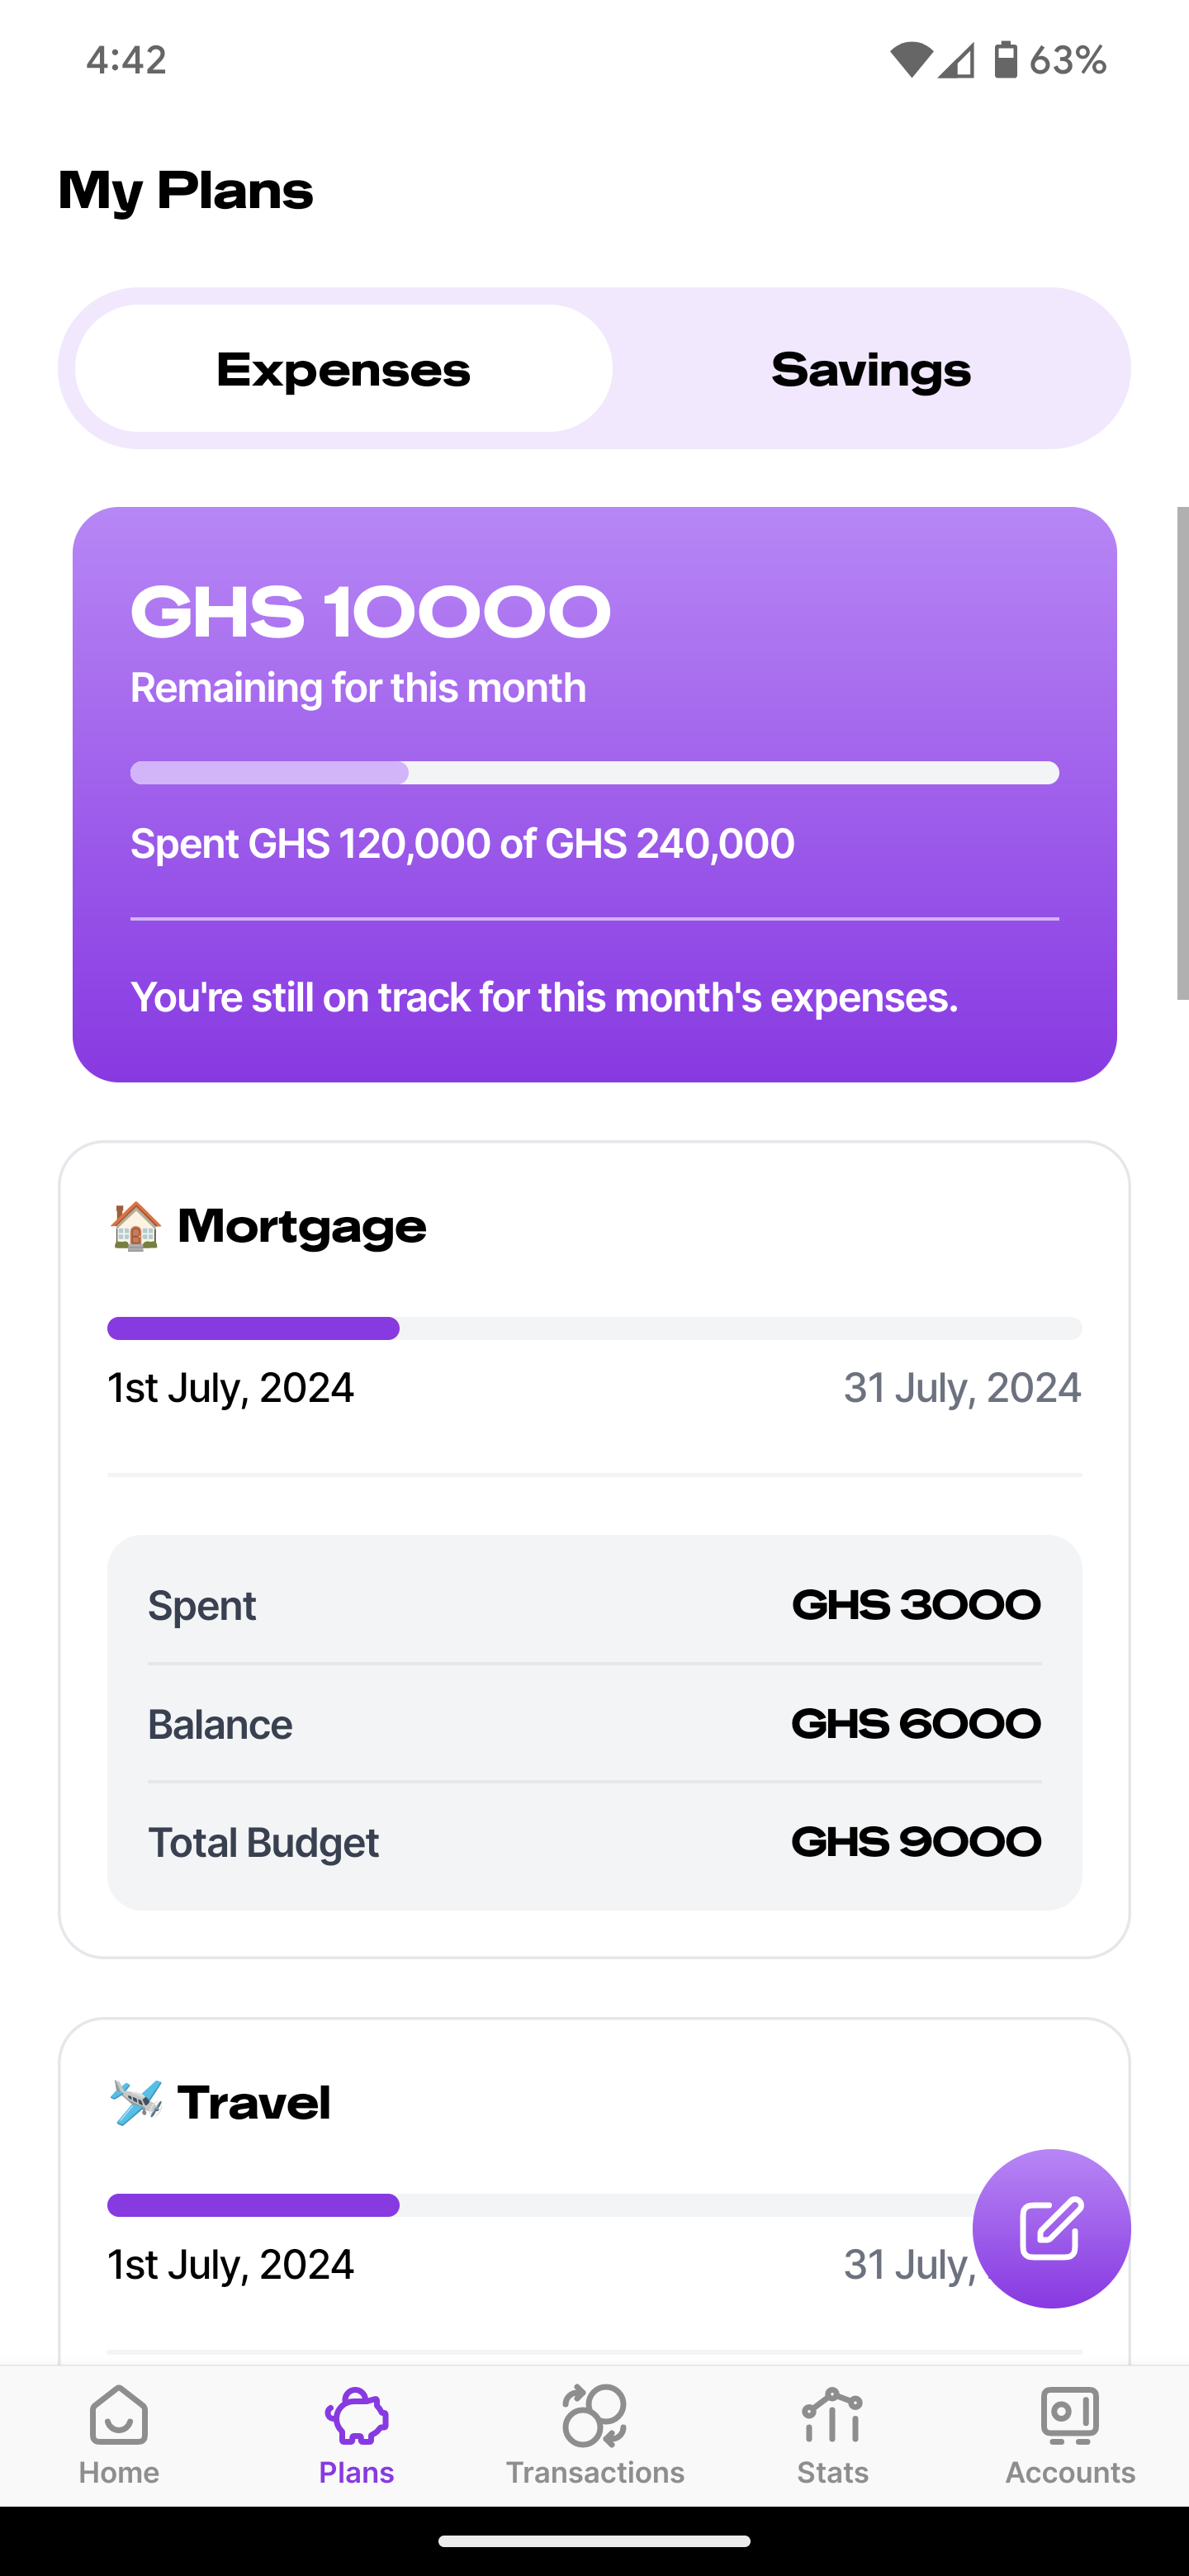 4:42
63%
My Plans
Expenses
Savings
GHS 10000
Remaining for this month
Spent GHS 120,000 of GHS 240,000
You're still on track for this month's expenses.
🏠 Mortgage
1st July, 2024
31 July, 2024
Spent
GHS 3000
Balance
GHS 6000
Total Budget
GHS 9000
🛩️ Travel
1st July, 2024
31 July,
Home
Plans
Transactions
Stats
Accounts